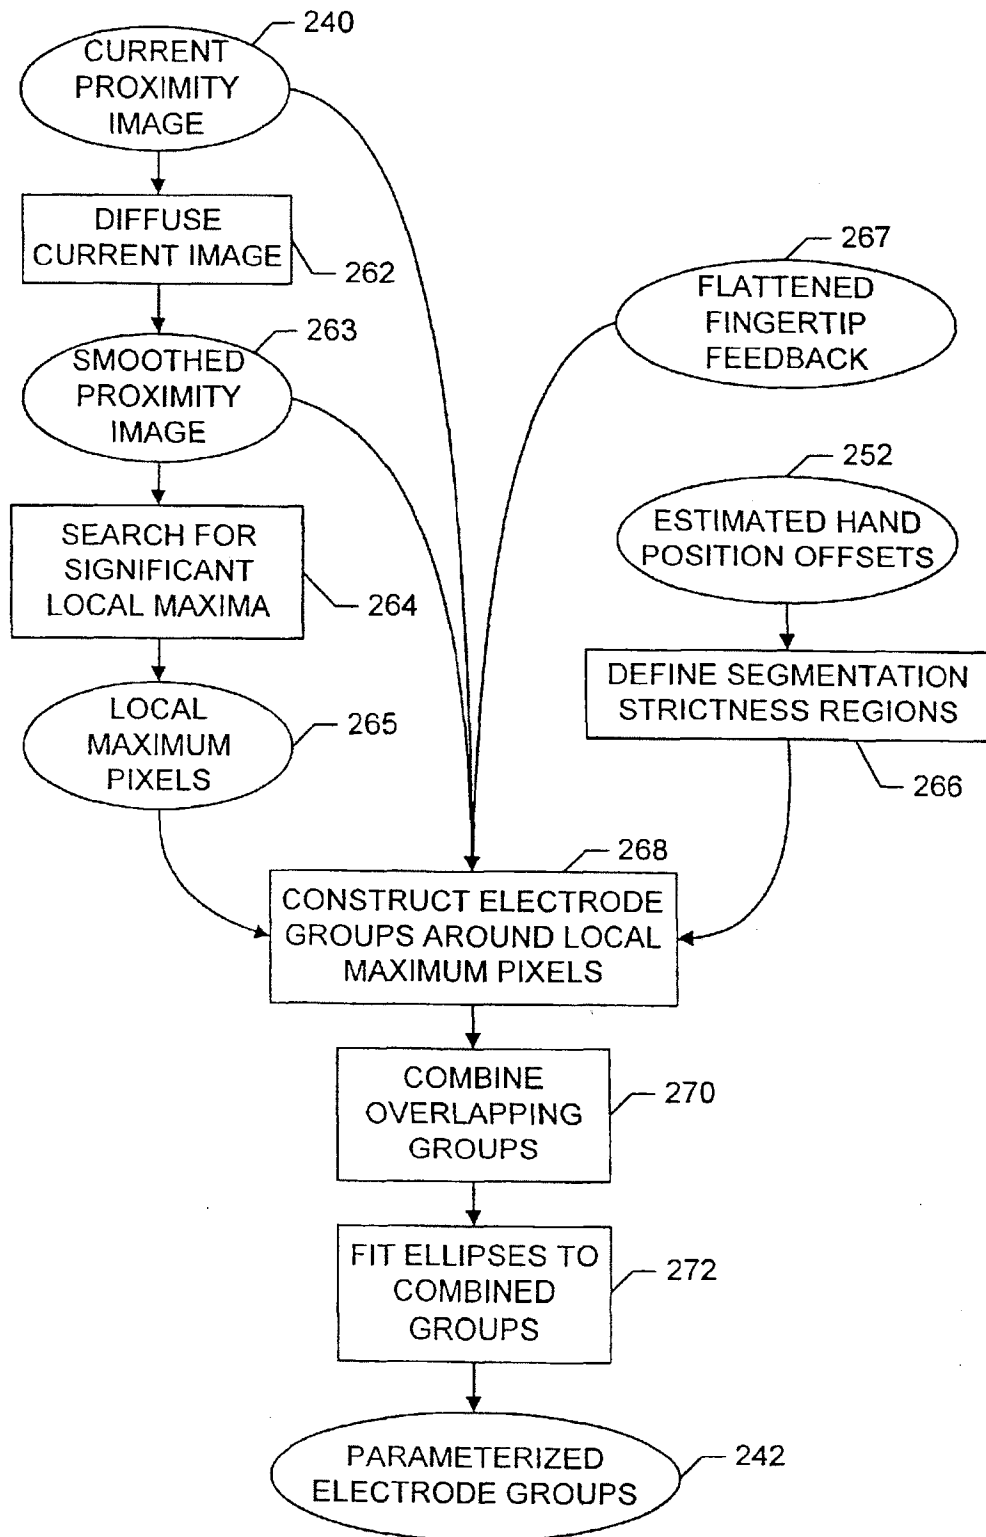 240
CURRENT
PROXIMITY
IMAGE
DIFFUSE
CURRENT IMAGE
262
263
SMOOTHED
PROXIMITY
IMAGE
SEARCH FOR
SIGNIFICANT
LOCAL MAXIMA
264
LOCAL
MAXIMUM
PIXELS
265
267
FLATTENED
FINGERTIP
FEEDBACK
252
ESTIMATED HAND
POSITION OFFSETS
DEFINE SEGMENTATION
STRICTNESS REGIONS
266
268
CONSTRUCT ELECTRODE
GROUPS AROUND LOCAL
MAXIMUM PIXELS
COMBINE
OVERLAPPING
GROUPS
270
FIT ELLIPSES TO
COMBINED
GROUPS
272
PARAMETERIZED
ELECTRODE GROUPS
242